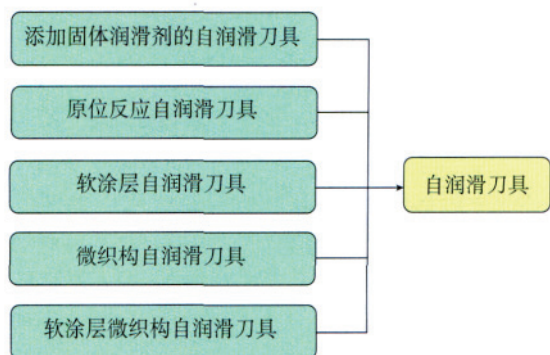 添加固体润滑剂的自润滑刀具
原位反应自润滑刀具
软涂层自润滑刀具
自润滑刀具
微织构自润滑刀具
软涂层微织构自润滑刀具